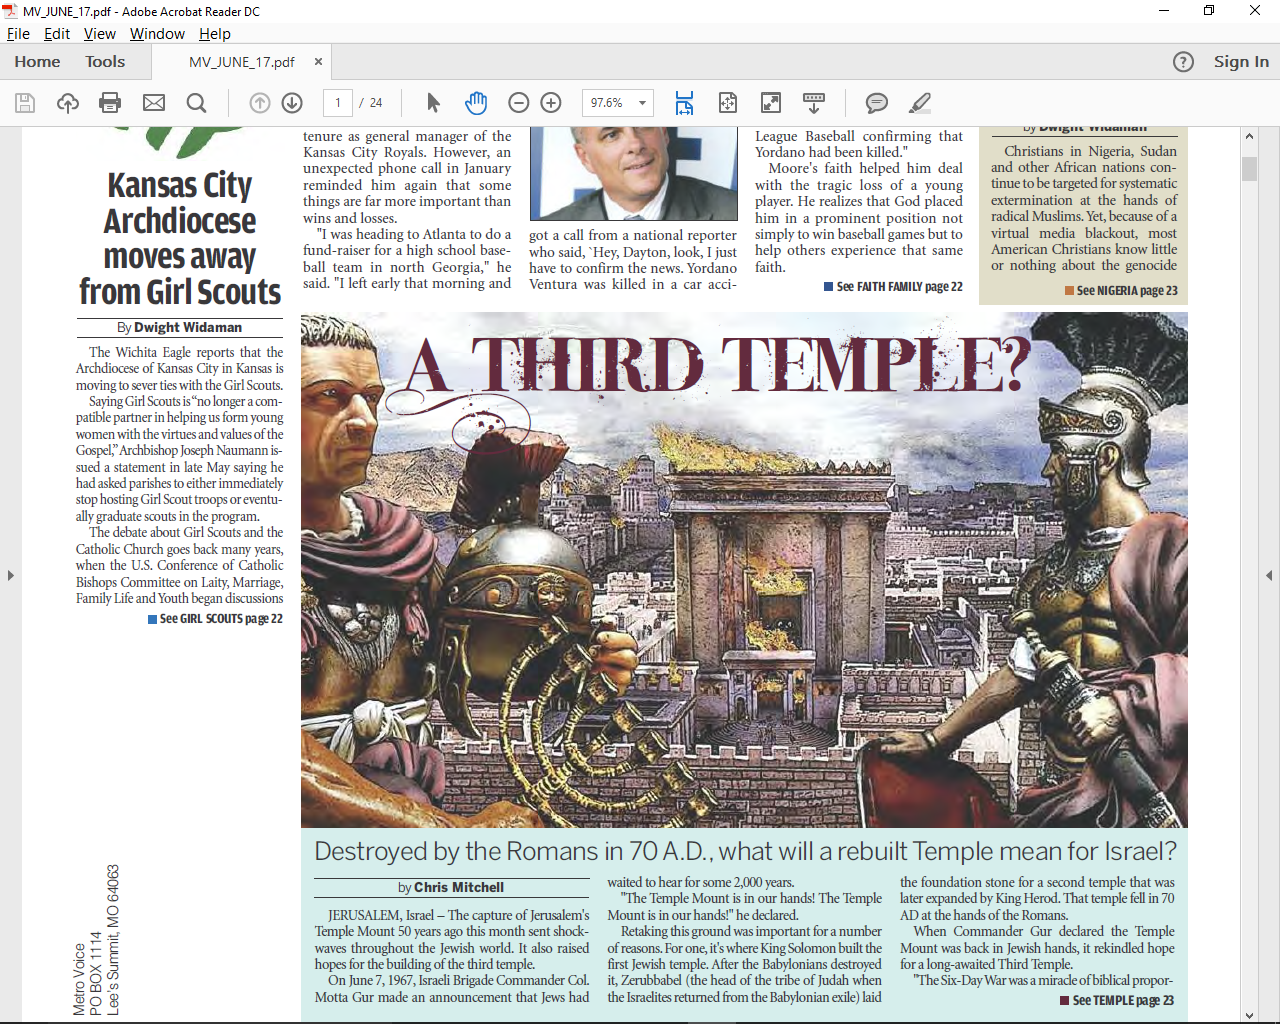 MV_JUNE_17.pdf - Adobe Acrobat Reader DC
File Edit View Window Help
Home Tools MV_JUNE_17.pdf × ? Sign In
1 / 24 97.6%
Kansas City
Archdiocese
moves away
from Girl Scouts
By Dwight Widaman
The Wichita Eagle reports that the
Archdiocese of Kansas City in Kansas is
moving to sever ties with the Girl Scouts.
Saying Girl Scouts is “no longer a com-
patible partner in helping us form young
women with the virtues and values of the
Gospel,” Archbishop Joseph Naumann is-
sued a statement in late May saying he
had asked parishes to either immediately
stop hosting Girl Scout troops or eventu-
ally graduate scouts in the program.
The debate about Girl Scouts and the
Catholic Church goes back many years,
when the U.S. Conference of Catholic
Bishops Committee on Laity, Marriage,
Family Life and Youth began discussions
See GIRL SCOUTS page 22
Metro Voice
PO BOX 1114
Lee's Summit, MO 64063
tenure as general manager of the
Kansas City Royals. However, an
unexpected phone call in January
reminded him again that some
things are far more important than
wins and losses.
"I was heading to Atlanta to do a
fund-raiser for a high school base-
ball team in north Georgia," he
said. "I left early that morning and
got a call from a national reporter
who said, `Hey, Dayton, look, I just
have to confirm the news. Yordano
Ventura was killed in a car acci-
League Baseball confirming that
Yordano had been killed."
Moore's faith helped him deal
with the tragic loss of a young
player. He realizes that God placed
him in a prominent position not
simply to win baseball games but to
help others experience that same
faith.
See FAITH FAMILY page 22
by Dwight Widaman
Christians in Nigeria, Sudan
and other African nations con-
tinue to be targeted for systematic
extermination at the hands of
radical Muslims. Yet, because of a
virtual media blackout, most
American Christians know little
or nothing about the genocide
See NIGERIA page 23
A THIRD TEMPLE?
Destroyed by the Romans in 70 A.D., what will a rebuilt Temple mean for Israel?
by Chris Mitchell
JERUSALEM, Israel – The capture of Jerusalem's
Temple Mount 50 years ago this month sent shock-
waves throughout the Jewish world. It also raised
hopes for the building of the third temple.
On June 7, 1967, Israeli Brigade Commander Col.
Motta Gur made an announcement that Jews had
waited to hear for some 2,000 years.
"The Temple Mount is in our hands! The Temple
Mount is in our hands!" he declared.
Retaking this ground was important for a number
of reasons. For one, it's where King Solomon built the
first Jewish temple. After the Babylonians destroyed
it, Zerubbabel (the head of the tribe of Judah when
the Israelites returned from the Babylonian exile) laid
the foundation stone for a second temple that was
later expanded by King Herod. That temple fell in 70
AD at the hands of the Romans.
When Commander Gur declared the Temple
Mount was back in Jewish hands, it rekindled hope
for a long-awaited Third Temple.
"The Six-Day War was a miracle of biblical propor-
See TEMPLE page 23